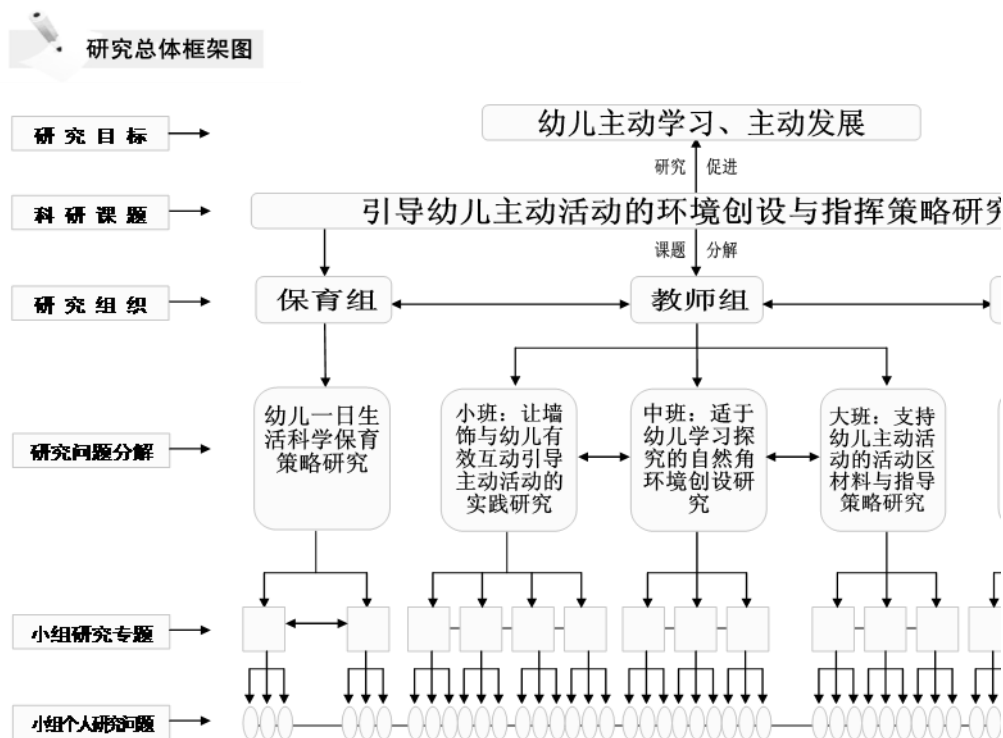 研究总体框架图
研究目标
幼儿主动学习、主动发展
研究 促进
科研课题
引导幼儿主动活动的环境创设与指挥策略研究
课题 分解
研究组织
保育组
教师组
研究问题分解
幼儿一日生
活科学保育
策略研究
小班：让墙
饰与幼儿有
效互动引导
主动活动的
实践研究
中班：适于
幼儿学习探
究的自然角
环境创设研
究
大班：支持
幼儿主动活
动的活动区
材料与指导
策略研究
小组研究专题
小组个人研究问题